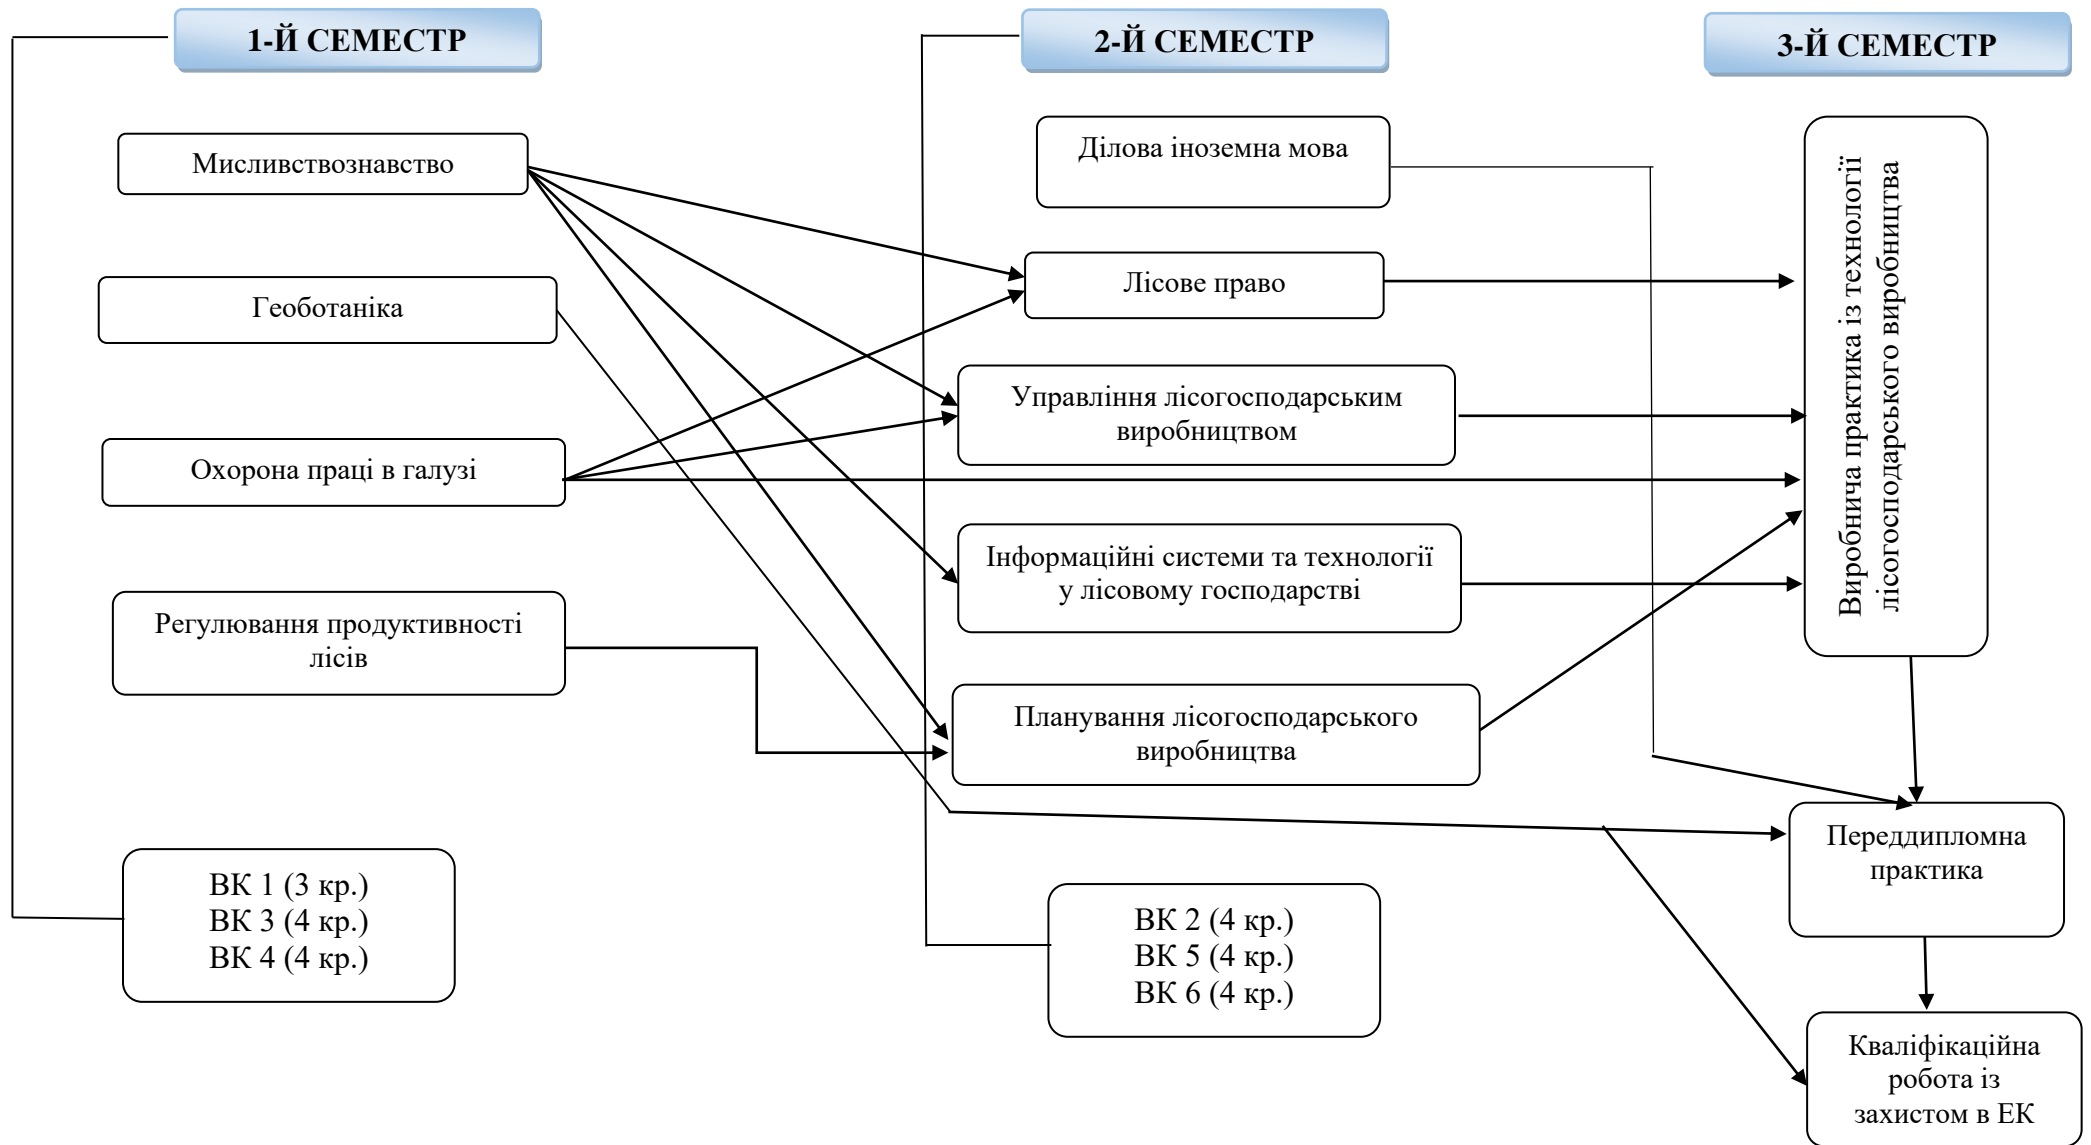 1-Й СЕМЕСТР
2-Й СЕМЕСТР
3-Й СЕМЕСТР
Мисливствознавство
Геоботаніка
Охорона праці в галузі
Регулювання продуктивності
лісів
ВК 1 (3 кр.)
ВК 3 (4 кр.)
ВК 4 (4 кр.)
Ділова іноземна мова
Лісове право
Управління лісогосподарським
виробництвом
Інформаційні системи та технології
у лісовому господарстві
Планування лісогосподарського
виробництва
ВК 2 (4 кр.)
ВК 5 (4 кр.)
ВК 6 (4 кр.)
Виробнича практика із технології
лісогосподарського виробництва
Переддипломна
практика
Кваліфікаційна
робота із
захистом в ЕК